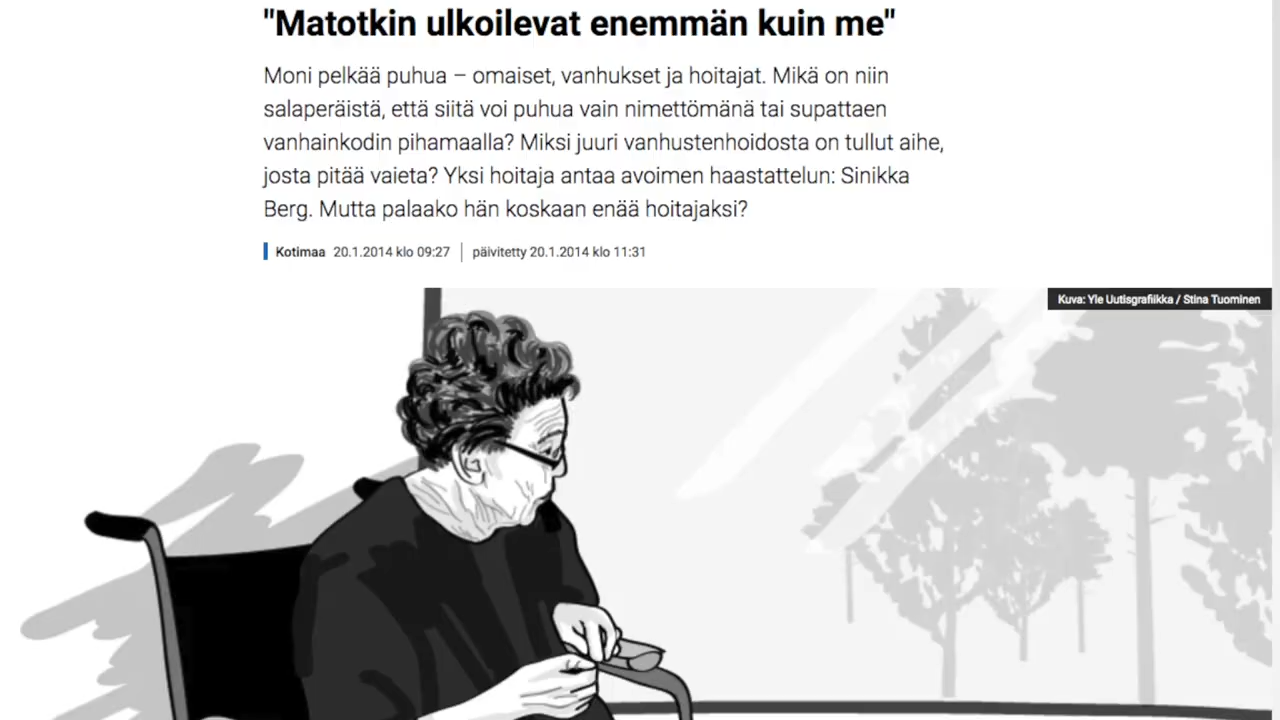 "Matotkin ulkoilevat enemmän kuin me"
Moni pelkää puhua – omaiset, vanhukset ja hoitajat. Mikä on niin
salaperäistä, että siitä voi puhua vain nimettömänä tai supattaen
vanhainkodin pihamaalla? Miksi juuri vanhustenhoidosta on tullut aihe,
josta pitää vaieta? Yksi hoitaja antaa avoimen haastattelun: Sinikka
Berg. Mutta palaako hän koskaan enää hoitajaksi?
Kotimaa 20.1.2014 klo 09:27 | päivitetty 20.1.2014 klo 11:31
Kuva: Yle Uutisgrafiikka / Stina Tuominen